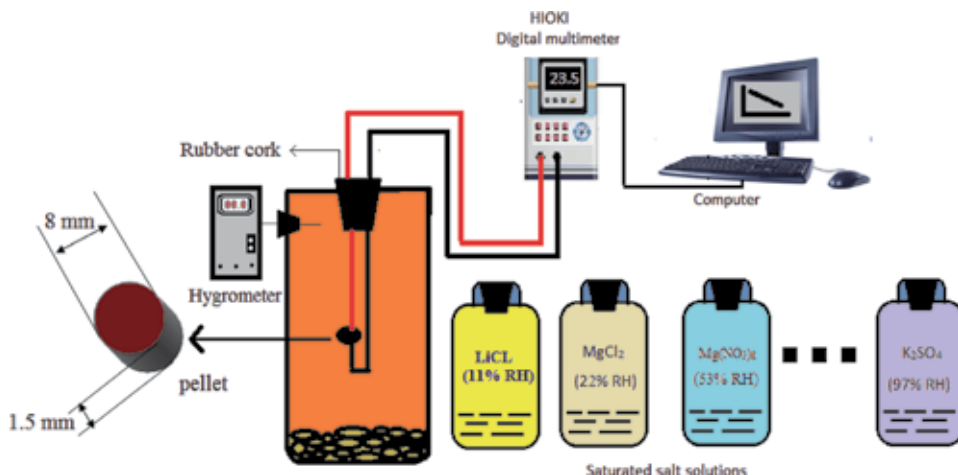 HIOKI
Digital multimeter
23.5
Rubber cork
Computer
8 mm
Hygrometer
pellet
1.5 mm
LiCL
(11% RH)
MgCl₂
(22% RH)
Mg(NO₃)₂
(53% RH)
K₂SO₄
(97% RH)
Saturated salt solutions